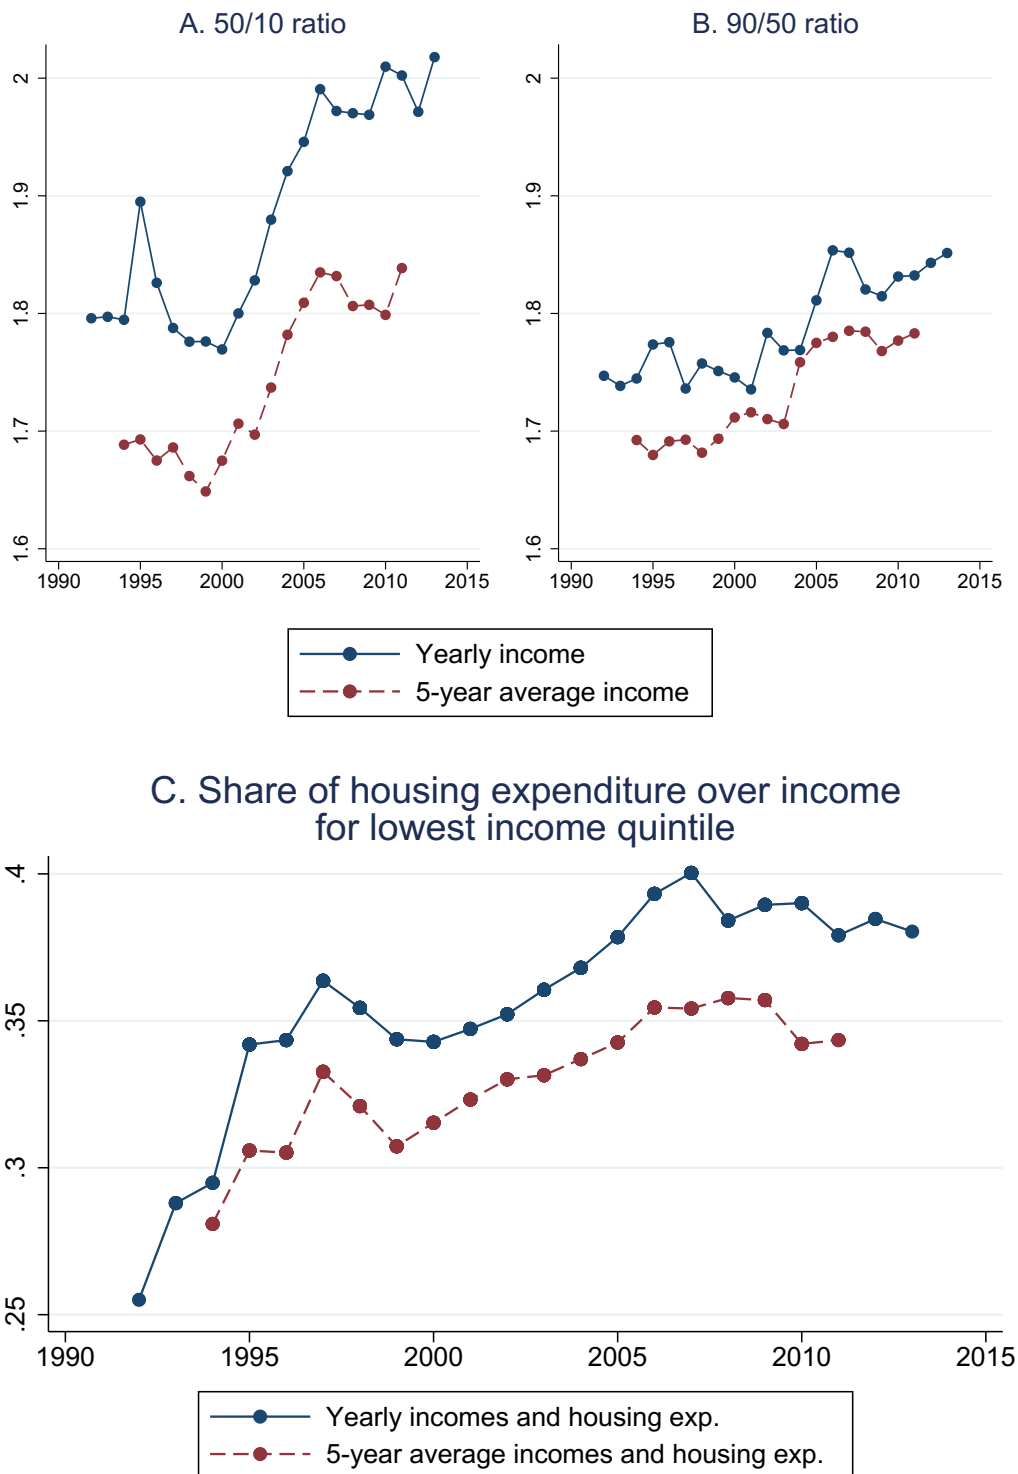 A. 50/10 ratio
B. 90/50 ratio
2
1.9
1.8
1.7
1.6
1990 1995 2000 2005 2010 2015
2
1.9
1.8
1.7
1.6
1990 1995 2000 2005 2010 2015
Yearly income
5-year average income
C. Share of housing expenditure over income
for lowest income quintile
.4
.35
.3
.25
1990 1995 2000 2005 2010 2015
Yearly incomes and housing exp.
5-year average incomes and housing exp.